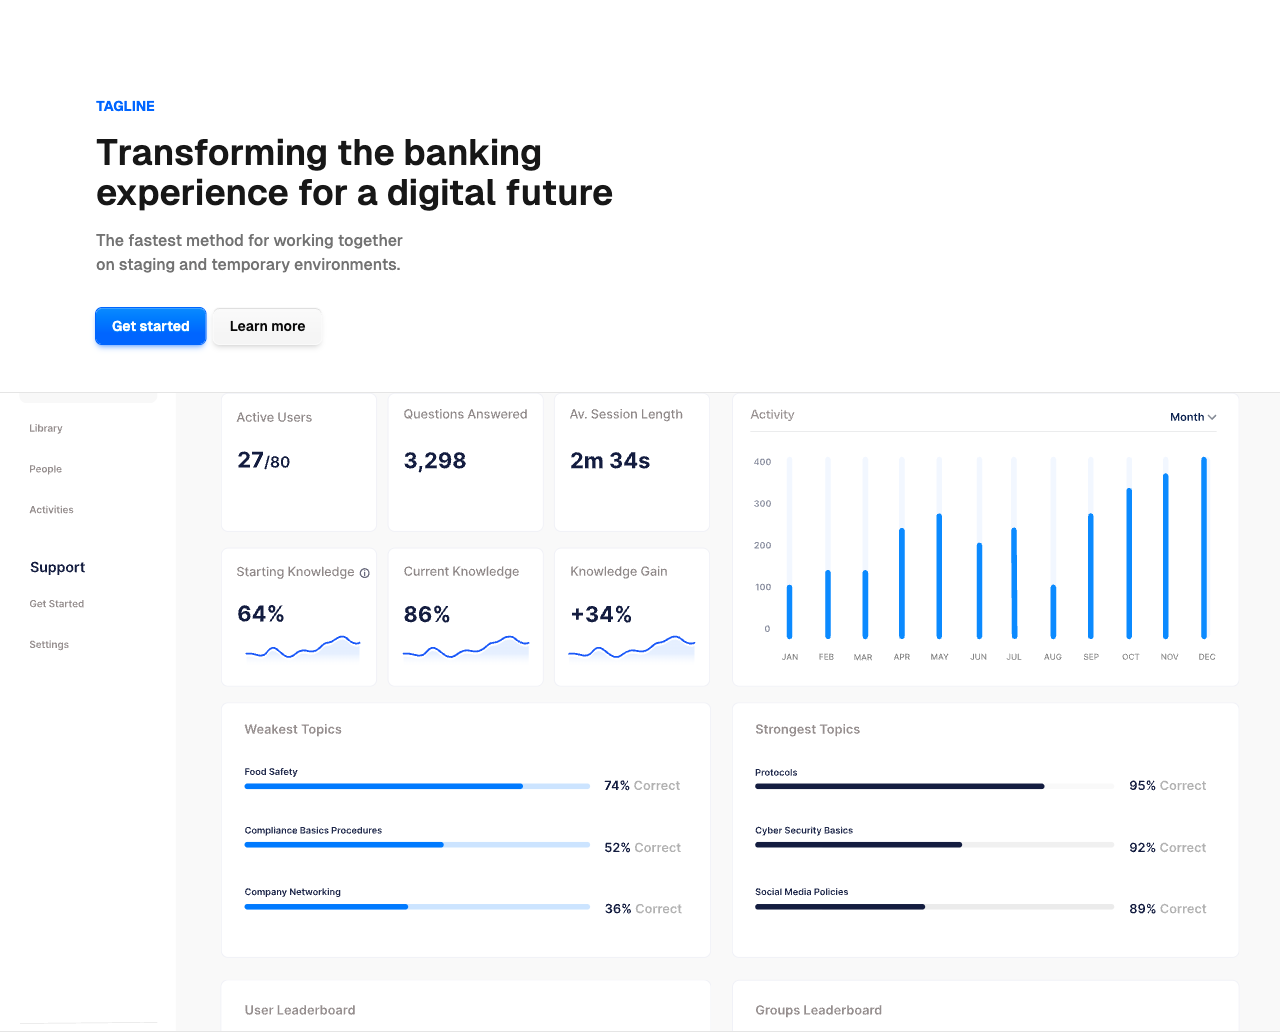 TAGLINE
Transforming the banking
experience for a digital future
The fastest method for working together
on staging and temporary environments.
Get started
Learn more
Library
People
Activities
Support
Get Started
Settings
Active Users
27/80
Questions Answered
3,298
Av. Session Length
2m 34s
Starting Knowledge
64%
Current Knowledge
86%
Knowledge Gain
+34%
Activity
Month
400
300
200
100
0
JAN FEB MAR APR MAY JUN JUL AUG SEP OCT NOV DEC
Weakest Topics
Food Safety
74% Correct
Compliance Basics Procedures
52% Correct
Company Networking
36% Correct
Strongest Topics
Protocols
95% Correct
Cyber Security Basics
92% Correct
Social Media Policies
89% Correct
User Leaderboard
Groups Leaderboard